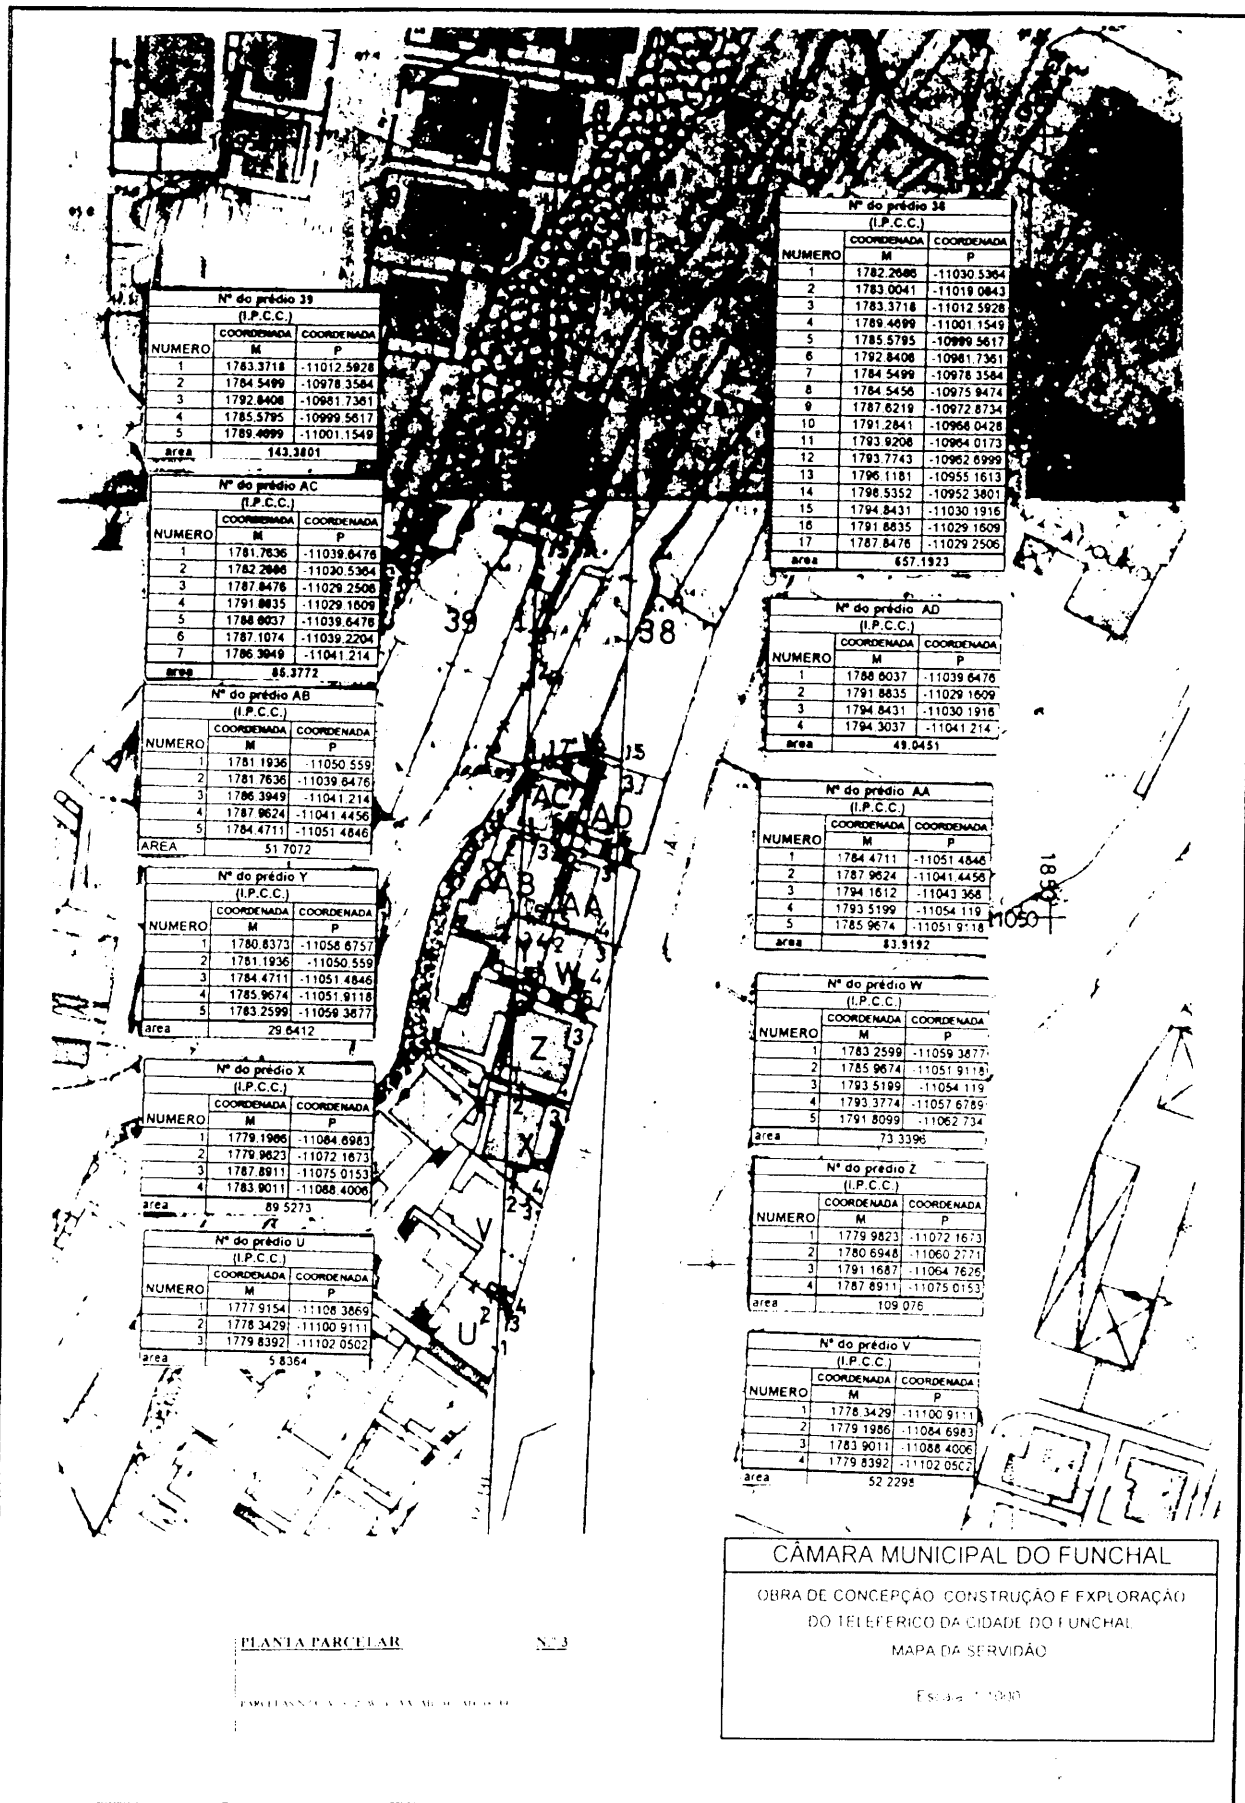 Nº do prédio 39
(I.P.C.C.)
NUMERO COORDENADA M COORDENADA P
1 1783.3718 -11012.5928
2 1784.5499 -10978.3584
3 1792.8408 -10981.7361
4 1785.5795 -10999.5617
5 1789.4699 -11001.1549
area 143.3801
Nº do prédio AC
(I.P.C.C.)
NUMERO COORDENADA M COORDENADA P
1 1781.7636 -11039.6476
2 1782.2686 -11030.5364
3 1787.8476 -11029.2506
4 1791.8835 -11029.1609
5 1788.6037 -11039.6476
6 1787.1074 -11039.2204
7 1786.3949 -11041.214
area 85.3772
Nº do prédio AB
(I.P.C.C.)
NUMERO COORDENADA M COORDENADA P
1 1781.1936 -11050.559
2 1781.7636 -11039.6476
3 1786.3949 -11041.214
4 1787.9624 -11041.4456
5 1784.4711 -11051.4846
AREA 51.7072
Nº do prédio Y
(I.P.C.C.)
NUMERO COORDENADA M COORDENADA P
1 1780.8373 -11058.6757
2 1781.1936 -11050.559
3 1784.4711 -11051.4846
4 1785.9674 -11051.9118
5 1783.2599 -11059.3877
area 29.6412
Nº do prédio X
(I.P.C.C.)
NUMERO COORDENADA M COORDENADA P
1 1779.1986 -11084.6983
2 1779.9823 -11072.1673
3 1787.8911 -11075.0153
4 1783.9011 -11088.4006
area 89.5273
Nº do prédio U
(I.P.C.C.)
NUMERO COORDENADA M COORDENADA P
1 1777.9154 -11108.3869
2 1778.3429 -11100.9111
3 1779.8392 -11102.0502
area 5.8364
Nº do prédio 38
(I.P.C.C.)
NUMERO COORDENADA M COORDENADA P
1 1782.2686 -11030.5364
2 1783.0041 -11019.0843
3 1783.3718 -11012.5928
4 1789.4699 -11001.1549
5 1785.5795 -10999.5617
6 1792.8408 -10981.7361
7 1784.5499 -10978.3584
8 1784.5456 -10975.9474
9 1787.6219 -10972.8734
10 1791.2841 -10968.0428
11 1793.9208 -10964.0173
12 1793.7743 -10962.6999
13 1796.1181 -10955.1613
14 1798.5352 -10952.3801
15 1794.8431 -11030.1916
16 1791.8835 -11029.1609
17 1787.8476 -11029.2506
area 657.1923
Nº do prédio AD
(I.P.C.C.)
NUMERO COORDENADA M COORDENADA P
1 1788.6037 -11039.6476
2 1791.8835 -11029.1609
3 1794.8431 -11030.1916
4 1794.3037 -11041.214
area 49.0451
Nº do prédio AA
(I.P.C.C.)
NUMERO COORDENADA M COORDENADA P
1 1784.4711 -11051.4846
2 1787.9624 -11041.4456
3 1794.1612 -11043.368
4 1793.5199 -11054.119
5 1785.9674 -11051.9118
area 83.9192
Nº do prédio W
(I.P.C.C.)
NUMERO COORDENADA M COORDENADA P
1 1783.2599 -11059.3877
2 1785.9674 -11051.9118
3 1793.5199 -11054.119
4 1793.3774 -11057.6789
5 1791.8099 -11062.734
area 73.3396
Nº do prédio Z
(I.P.C.C.)
NUMERO COORDENADA M COORDENADA P
1 1779.9823 -11072.1673
2 1780.6948 -11060.2771
3 1791.1687 -11064.7626
4 1787.8911 -11075.0153
area 109.076
Nº do prédio V
(I.P.C.C.)
NUMERO COORDENADA M COORDENADA P
1 1778.3429 -11100.9111
2 1779.1986 -11084.6983
3 1783.9011 -11088.4006
4 1779.8392 -11102.0502
area 52.2295
39
38
AC
AD
AB
AA
Y
W
Z
X
V
U
CÂMARA MUNICIPAL DO FUNCHAL
OBRA DE CONCEPÇÃO CONSTRUÇÃO E EXPLORAÇÃO
DO TELEFERICO DA CIDADE DO FUNCHAL
MAPA DA SERVIDÃO
Escala 1:1000
PLANTA PARCELAR N.º 3